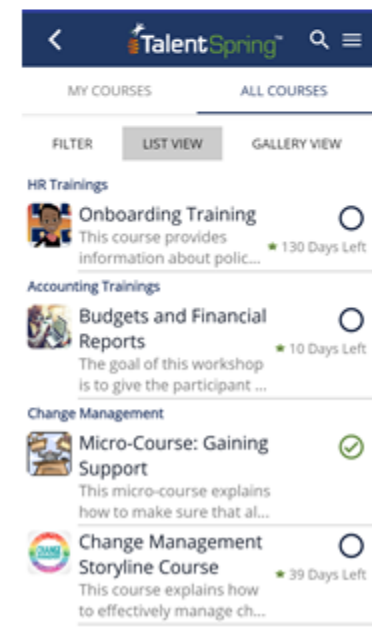 TalentSpring™
MY COURSES
ALL COURSES
FILTER
LIST VIEW
GALLERY VIEW
HR Trainings
Onboarding Training
This course provides
information about polic...
★ 130 Days Left
Accounting Trainings
Budgets and Financial
Reports
★ 10 Days Left
The goal of this workshop
is to give the participant ...
Change Management
Micro-Course: Gaining
Support
This micro-course explains
how to make sure that al...
CHANGE
Change Management
Storyline Course
★ 39 Days Left
This course explains how
to effectively manage ch...